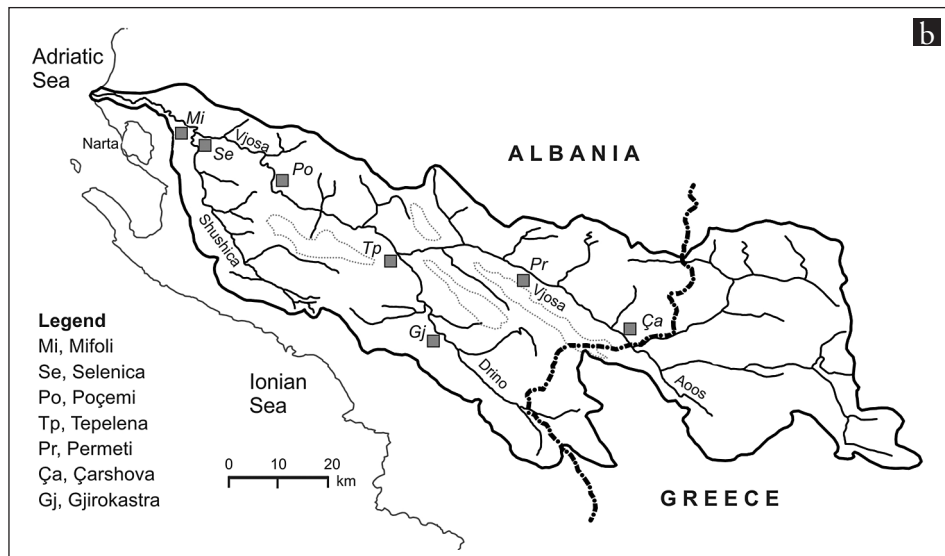 b
Adriatic
Sea
Mi
Narta
Se
Vjosa
Po
ALBANIA
Shushica
Tp
Pr
Vjosa
Ça
Gj
Drino
Aoos
Legend
Mi, Mifoli
Se, Selenica
Po, Poçemi
Tp, Tepelena
Pr, Permeti
Ça, Çarshova
Gj, Gjirokastra
Ionian
Sea
0 10 20
km
GREECE